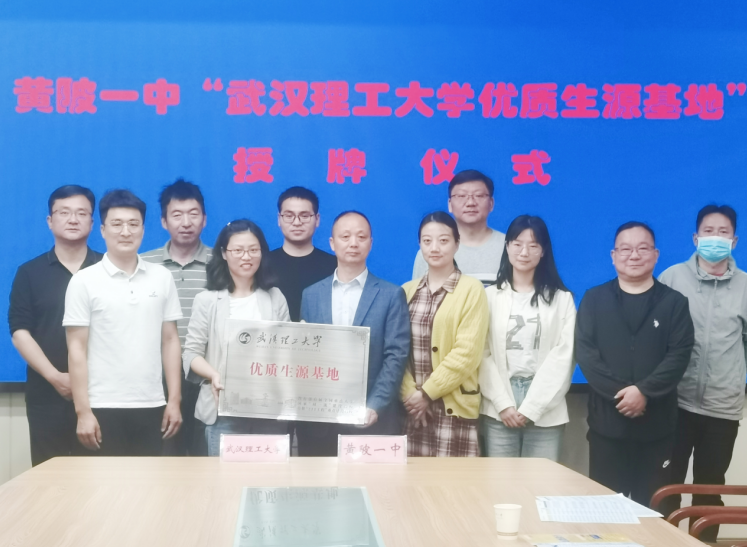 黄陂一中“武汉理工大学优质生源基地”
授牌仪式
武汉理工大学
优质生源基地
武汉理工大学
黄陂一中
21